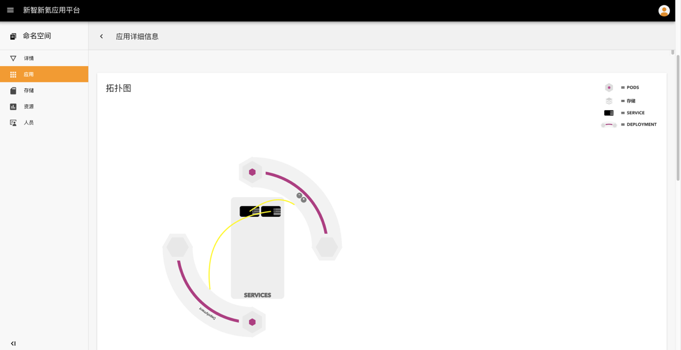 新智新氦应用平台
命名空间
应用详细信息
详情
应用
存储
资源
人员
拓扑图
= PODS
= 存储
= SERVICE
= DEPLOYMENT
SERVICES
Deployment